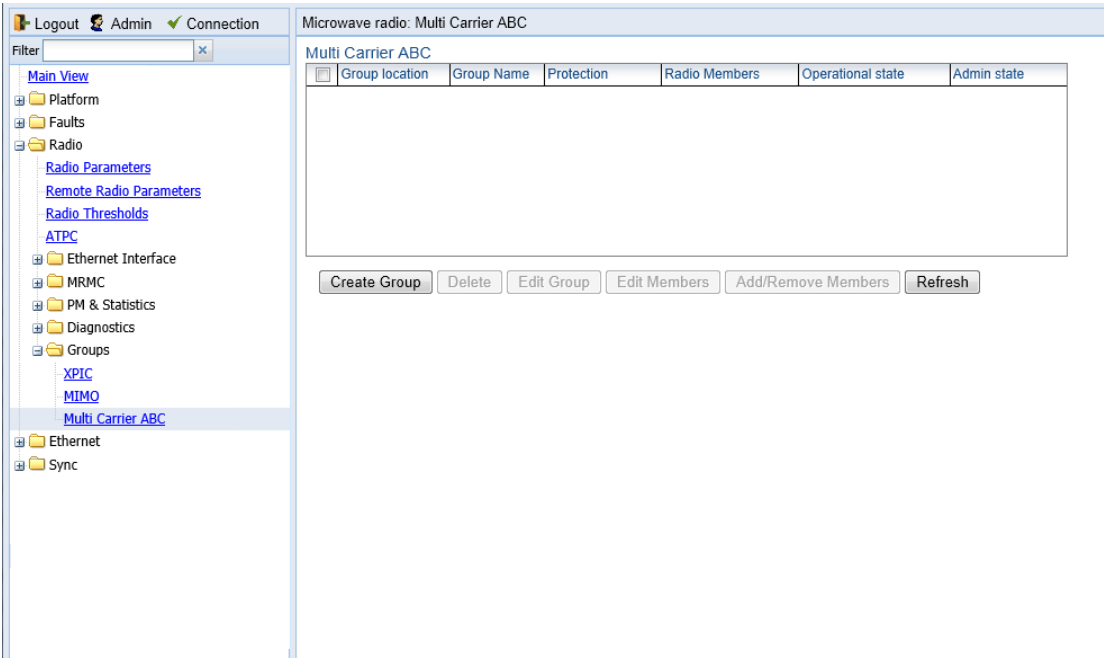 Logout Admin Connection
Filter
Main View
Platform
Faults
Radio
Radio Parameters
Remote Radio Parameters
Radio Thresholds
ATPC
Ethernet Interface
MRMC
PM & Statistics
Diagnostics
Groups
XPIC
MIMO
Multi Carrier ABC
Ethernet
Sync
Microwave radio: Multi Carrier ABC
Multi Carrier ABC
Group location Group Name Protection Radio Members Operational state Admin state
Create Group Delete Edit Group Edit Members Add/Remove Members Refresh